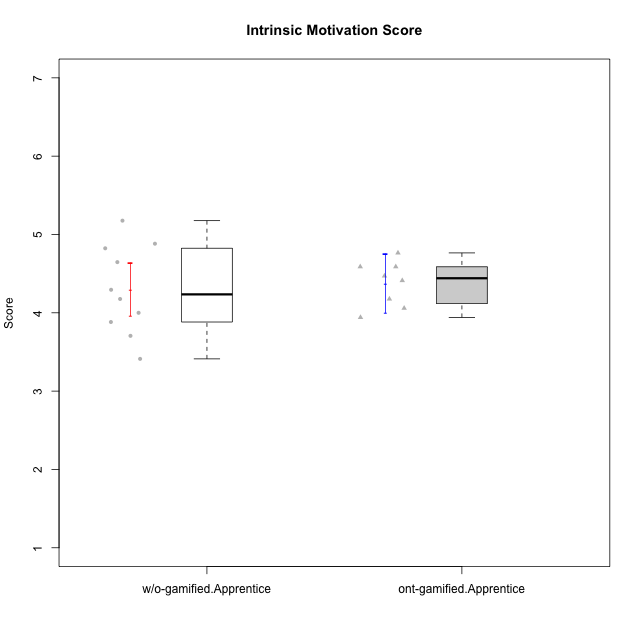 Intrinsic Motivation Score
7
6
5
4
3
2
1
Score
w/o-gamified.Apprentice
ont-gamified.Apprentice